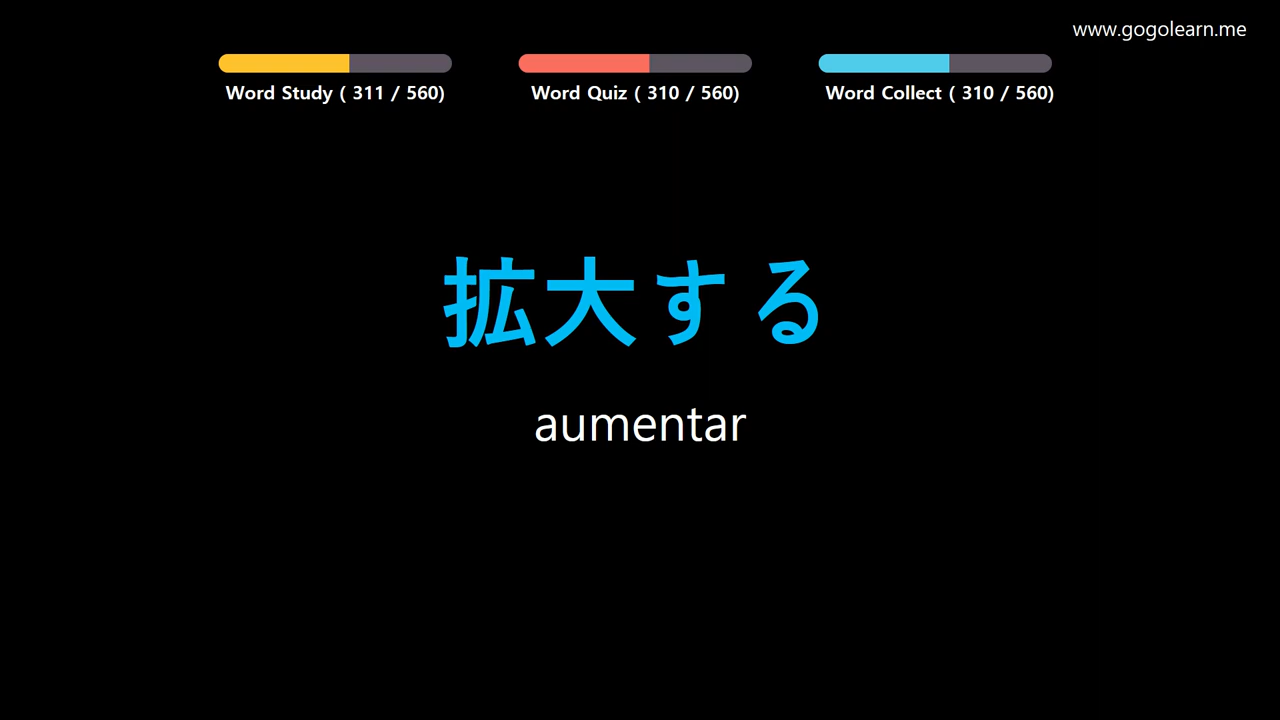 www.gogolearn.me
Word Study ( 311 / 560)
Word Quiz ( 310 / 560)
Word Collect ( 310 / 560)
拡大する
aumentar